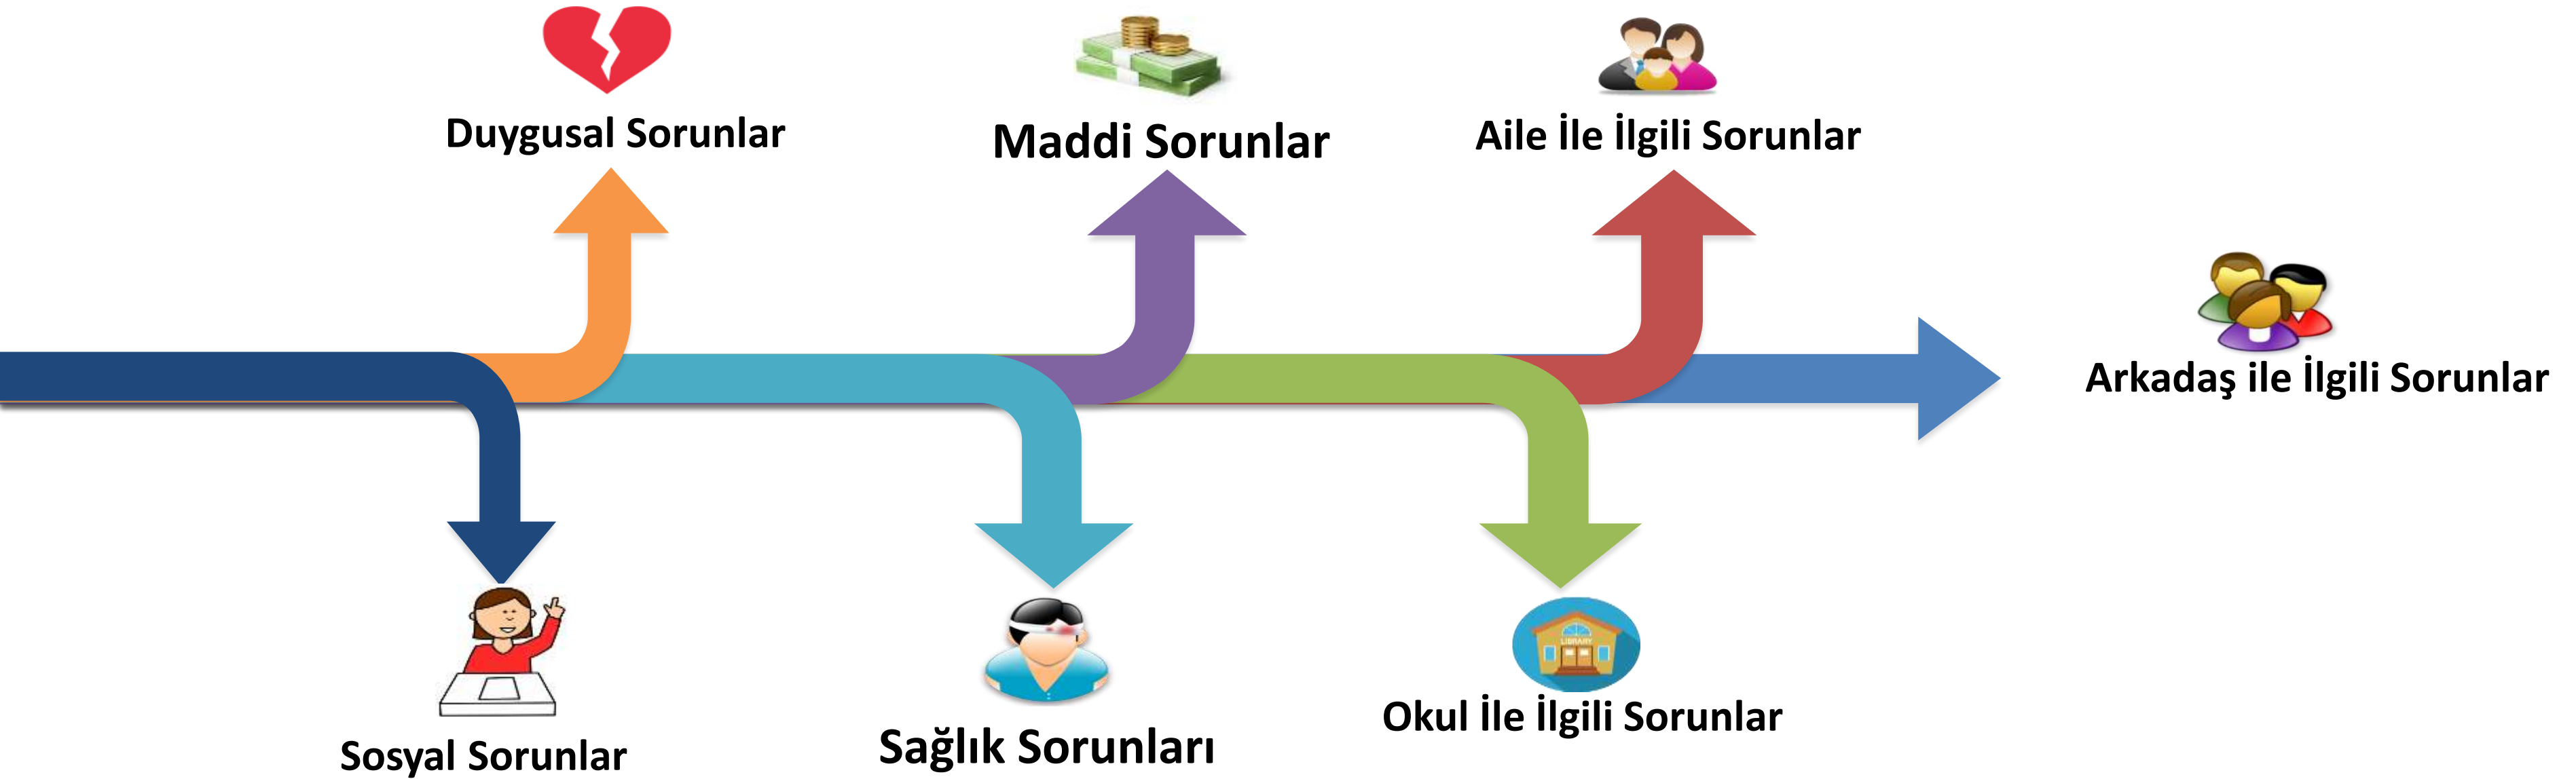 Duygusal Sorunlar
Maddi Sorunlar
Aile İle İlgili Sorunlar
Arkadaş ile İlgili Sorunlar
LIBRARY
Okul İle İlgili Sorunlar
Sağlık Sorunları
Sosyal Sorunlar